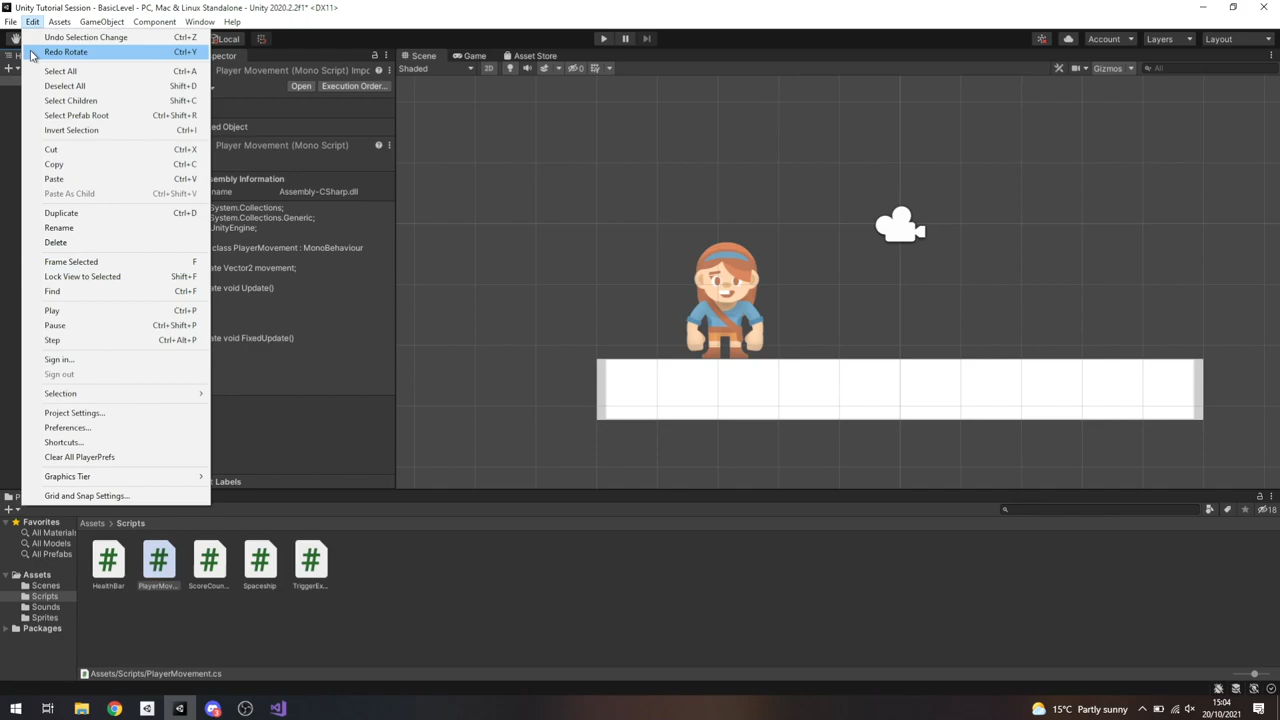 Unity Tutorial Session - BasicLevel - PC, Mac & Linux Standalone - Unity 2020.2.2f1* <DX11>
File Edit Assets GameObject Component Window Help
Local Account Layers Layout
Undo Selection Change Ctrl+Z
Redo Rotate Ctrl+Y
Select All Ctrl+A
Deselect All Shift+D
Select Children Shift+C
Select Prefab Root Ctrl+Shift+R
Invert Selection Ctrl+I
Cut Ctrl+X
Copy Ctrl+C
Paste Ctrl+V
Paste As Child Ctrl+Shift+V
Duplicate Ctrl+D
Rename
Delete
Frame Selected F
Lock View to Selected Shift+F
Find Ctrl+F
Play Ctrl+P
Pause Ctrl+Shift+P
Step Ctrl+Alt+P
Sign in...
Sign out
Selection
Project Settings...
Preferences...
Shortcuts...
Clear All PlayerPrefs
Graphics Tier
Grid and Snap Settings...
pector
Player Movement (Mono Script) Impc
Open Execution Order...
ed Object
Player Movement (Mono Script)
sembly Information
name Assembly-CSharp.dll
System.Collections;
System.Collections.Generic;
UnityEngine;
class PlayerMovement : MonoBehaviour
ate Vector2 movement;
ate void Update()
ate void FixedUpdate()
et Labels
Scene Game Asset Store
Shaded 2D 0 Gizmos All
P
18
Favorites
All Materials
All Models
All Prefabs
Assets
Scenes
Scripts
Sounds
Sprites
Packages
Assets > Scripts
HealthBar PlayerMov... ScoreCoun... Spaceship TriggerEx...
Assets/Scripts/PlayerMovement.cs
15°C Partly sunny
15:04
20/10/2021